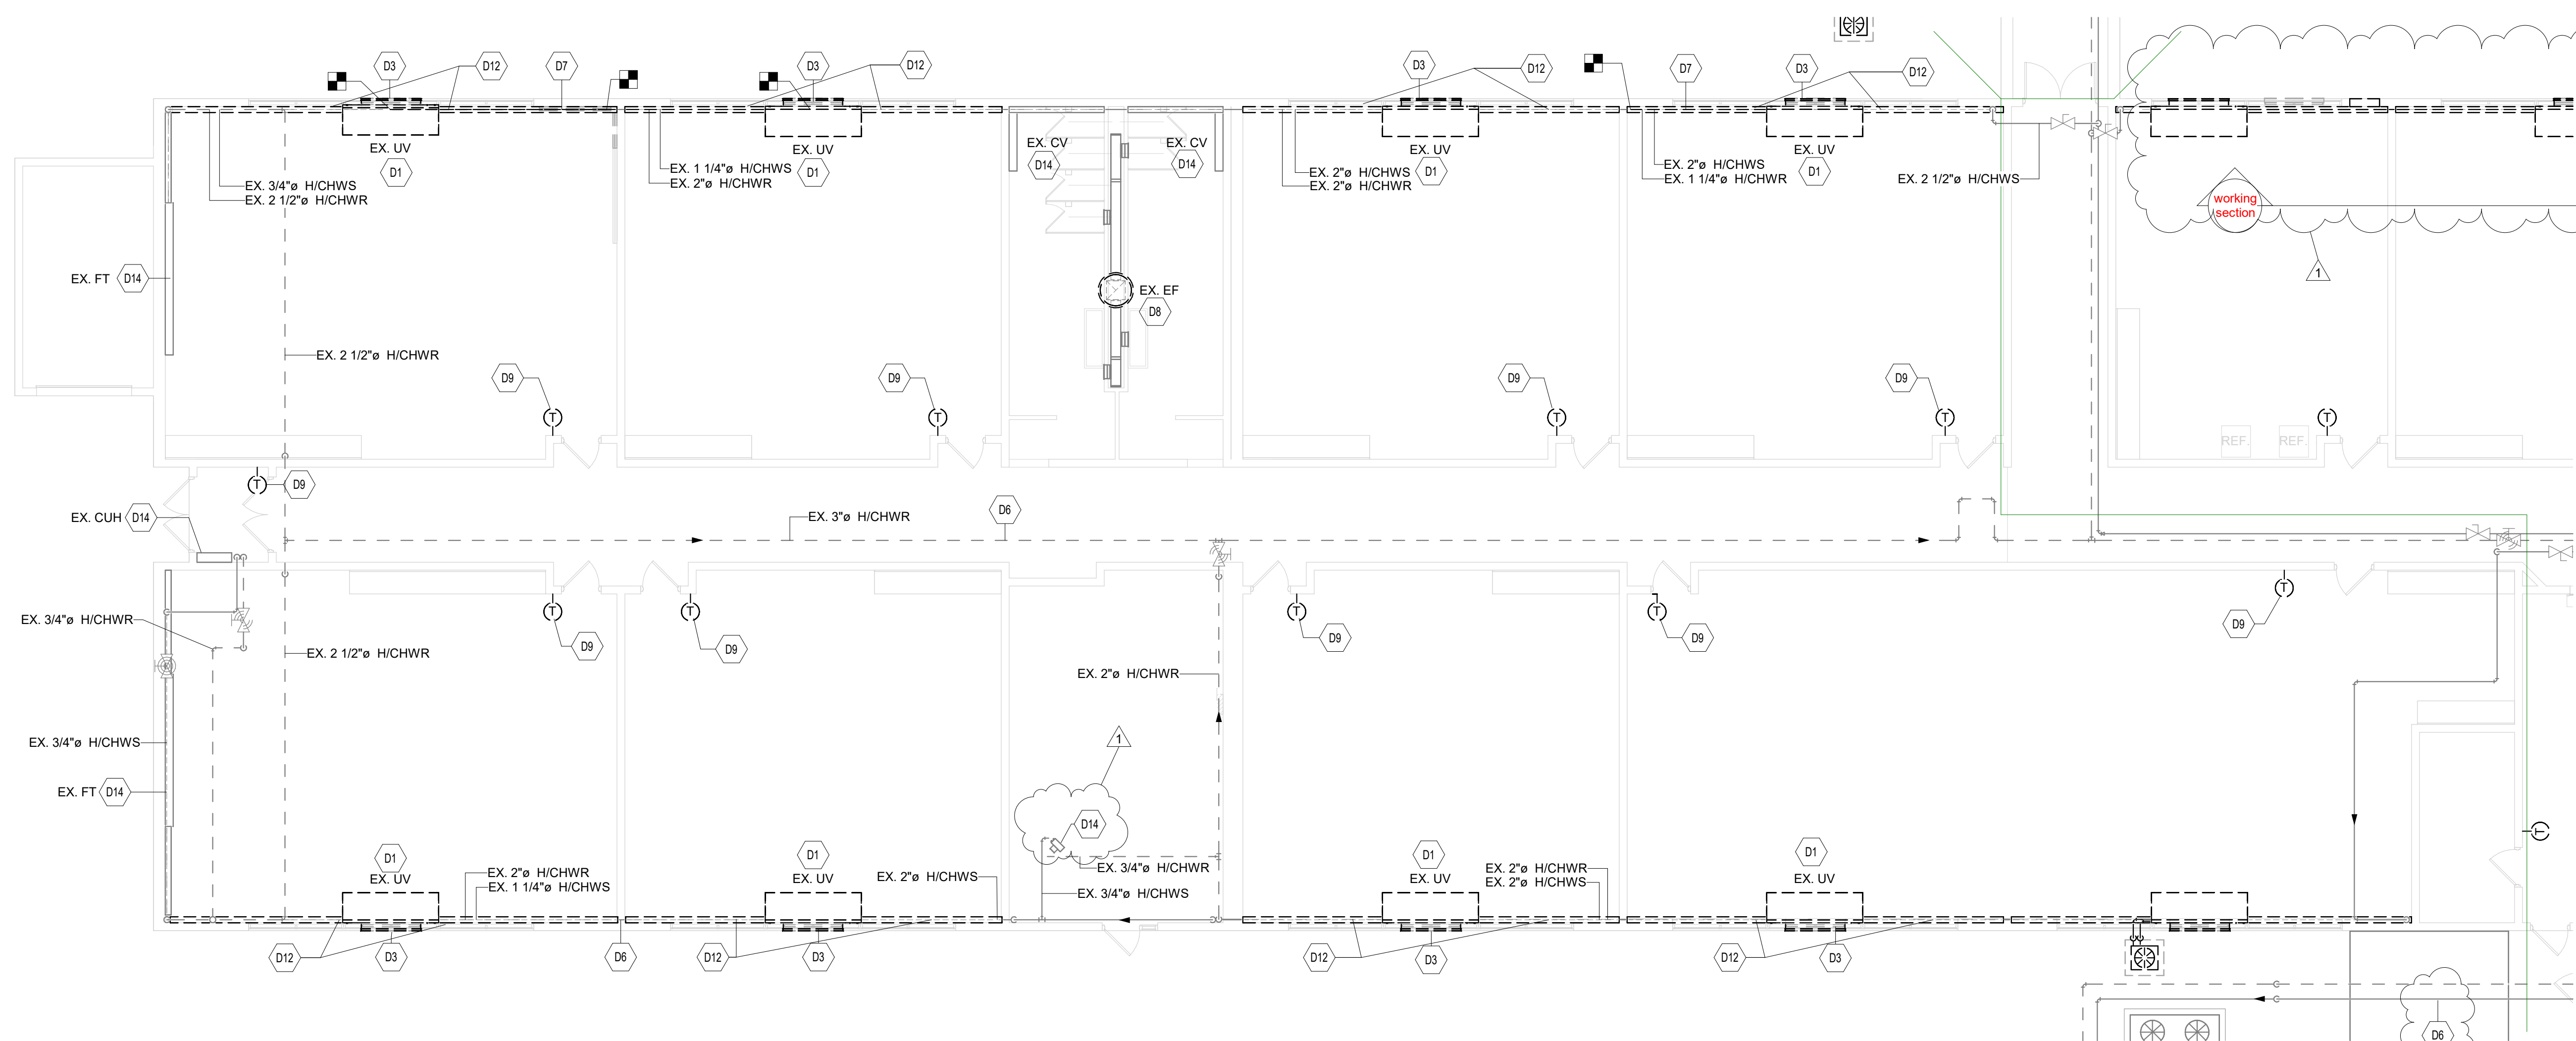 D3
D12
D7
D3
D12
D3
D12
D7
D3
D12
EX. UV
D1
EX. 3/4"ø H/CHWS
EX. 2 1/2"ø H/CHWR
EX. 1 1/4"ø H/CHWS
EX. 2"ø H/CHWR
EX. UV
D1
EX. CV
D14
EX. CV
D14
EX. 2"ø H/CHWS
EX. 2"ø H/CHWR
EX. UV
D1
EX. 2"ø H/CHWS
EX. 1 1/4"ø H/CHWR
EX. UV
D1
EX. 2 1/2"ø H/CHWS
working
section
1
EX. FT
D14
EX. EF
D8
EX. 2 1/2"ø H/CHWR
D9
D9
D9
D9
T
T
T
T
T
REF.
REF.
T
D9
EX. CUH
D14
EX. 3"ø H/CHWR
D6
EX. 3/4"ø H/CHWR
T
D9
T
D9
T
D9
T
D9
T
D9
EX. 2 1/2"ø H/CHWR
EX. 2"ø H/CHWR
EX. 3/4"ø H/CHWS
EX. FT
D14
1
D14
EX. 3/4"ø H/CHWR
EX. 3/4"ø H/CHWS
T
D1
EX. UV
EX. 2"ø H/CHWR
EX. 1 1/4"ø H/CHWS
D1
EX. UV
EX. 2"ø H/CHWS
D1
EX. UV
EX. 2"ø H/CHWR
EX. 2"ø H/CHWS
D1
EX. UV
D12
D3
D6
D12
D3
D12
D3
D12
D3
D6